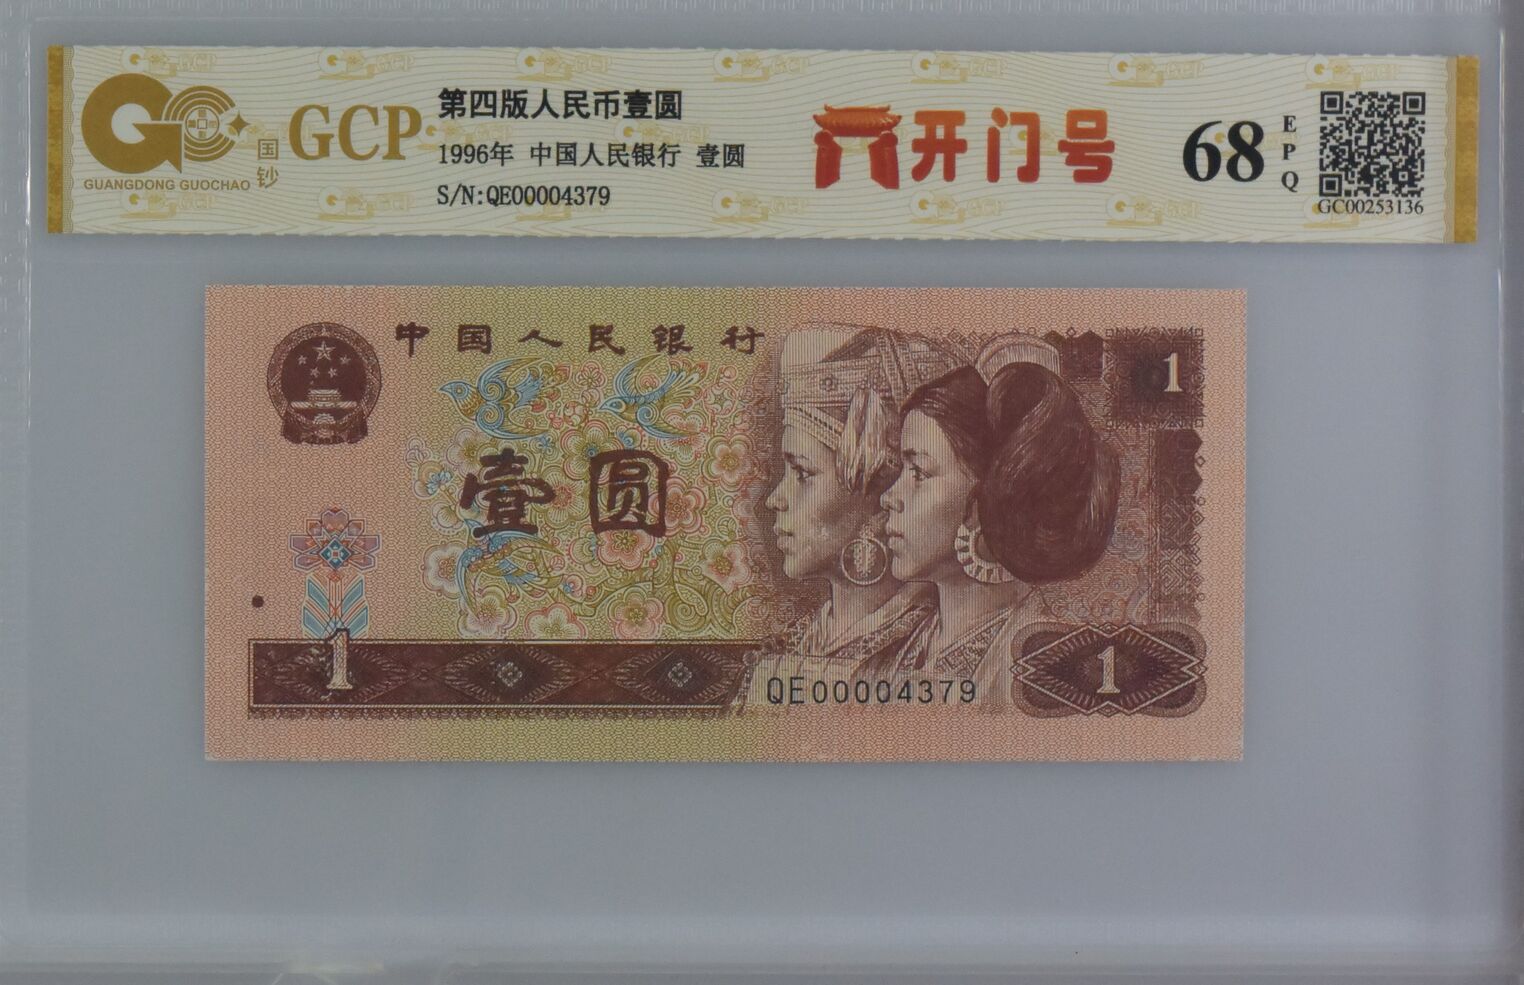 GCP
国钞
GUANGDONG GUOCHAO
第四版人民币壹圆
1996年 中国人民银行 壹圆
S/N:QE00004379
开门号
68
EPQ
GC00253136
中国人民银行
1
壹圆
1
QE00004379
1